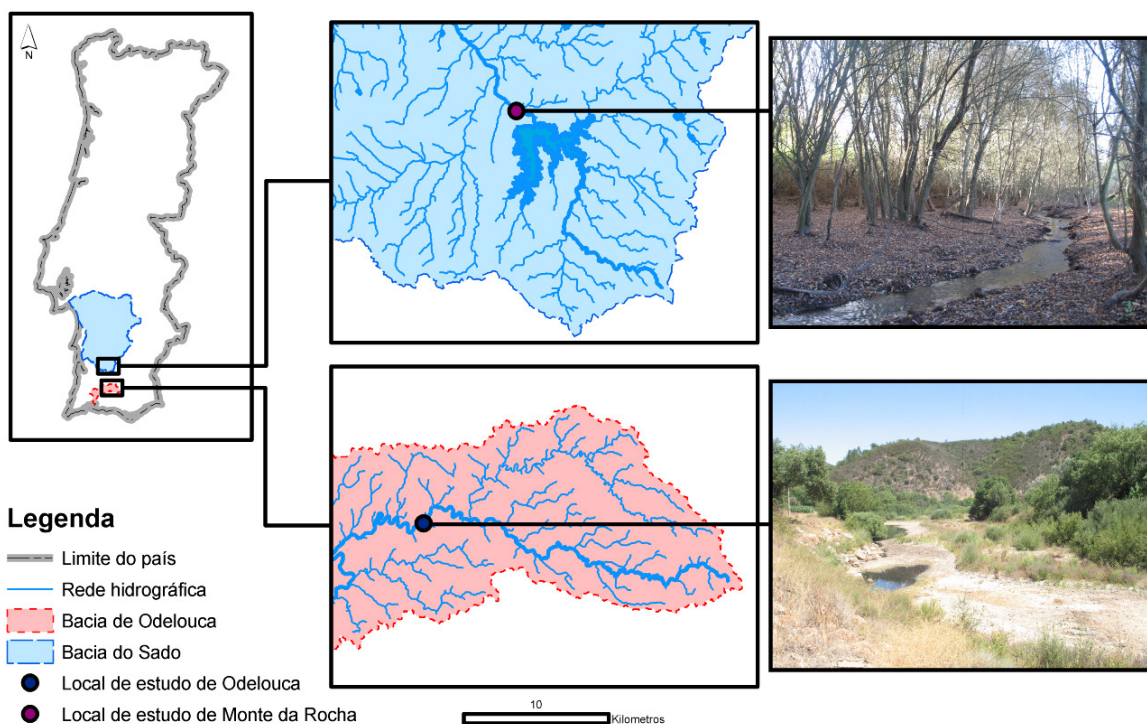 N
Legenda
Limite do país
Rede hidrográfica
Bacia de Odelouca
Bacia do Sado
Local de estudo de Odelouca
Local de estudo de Monte da Rocha
10
Kilometros